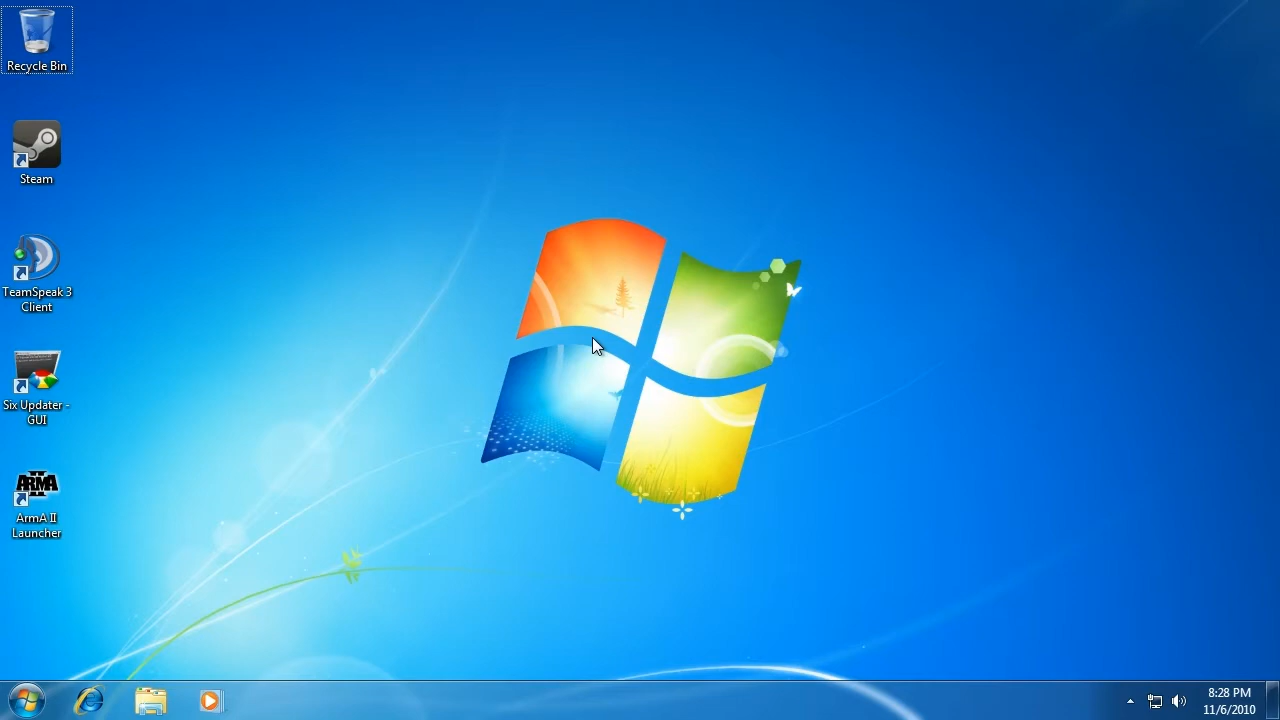 Recycle Bin
Steam
TeamSpeak 3
Client
Six Updater -
GUI
ARMA II
ArmA II
Launcher
8:28 PM
11/6/2010